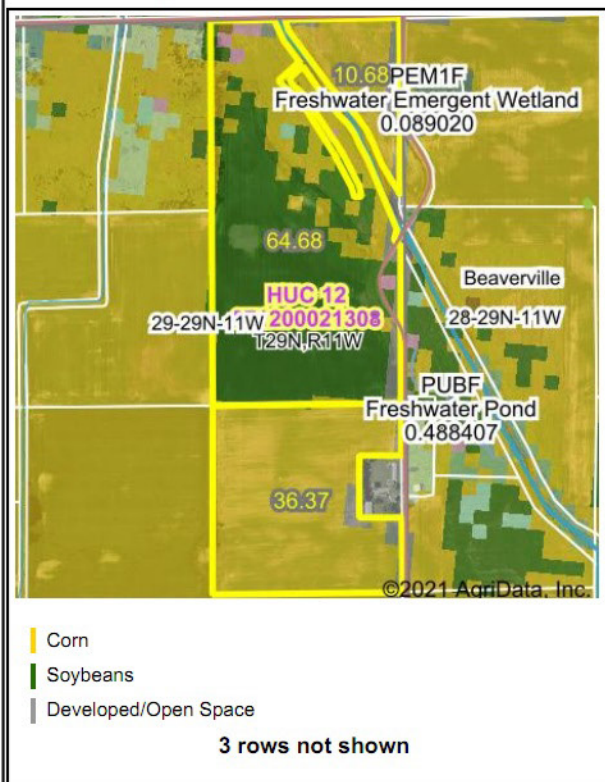 10.68 PEM1F
Freshwater Emergent Wetland
0.089020
64.68
Beaverville
HUC 12
29-29N-11W 200021308 28-29N-11W
T29N,R11W
PUBF
Freshwater Pond
0.488407
36.37
©2021 AgriData, Inc.
Corn
Soybeans
Developed/Open Space
3 rows not shown